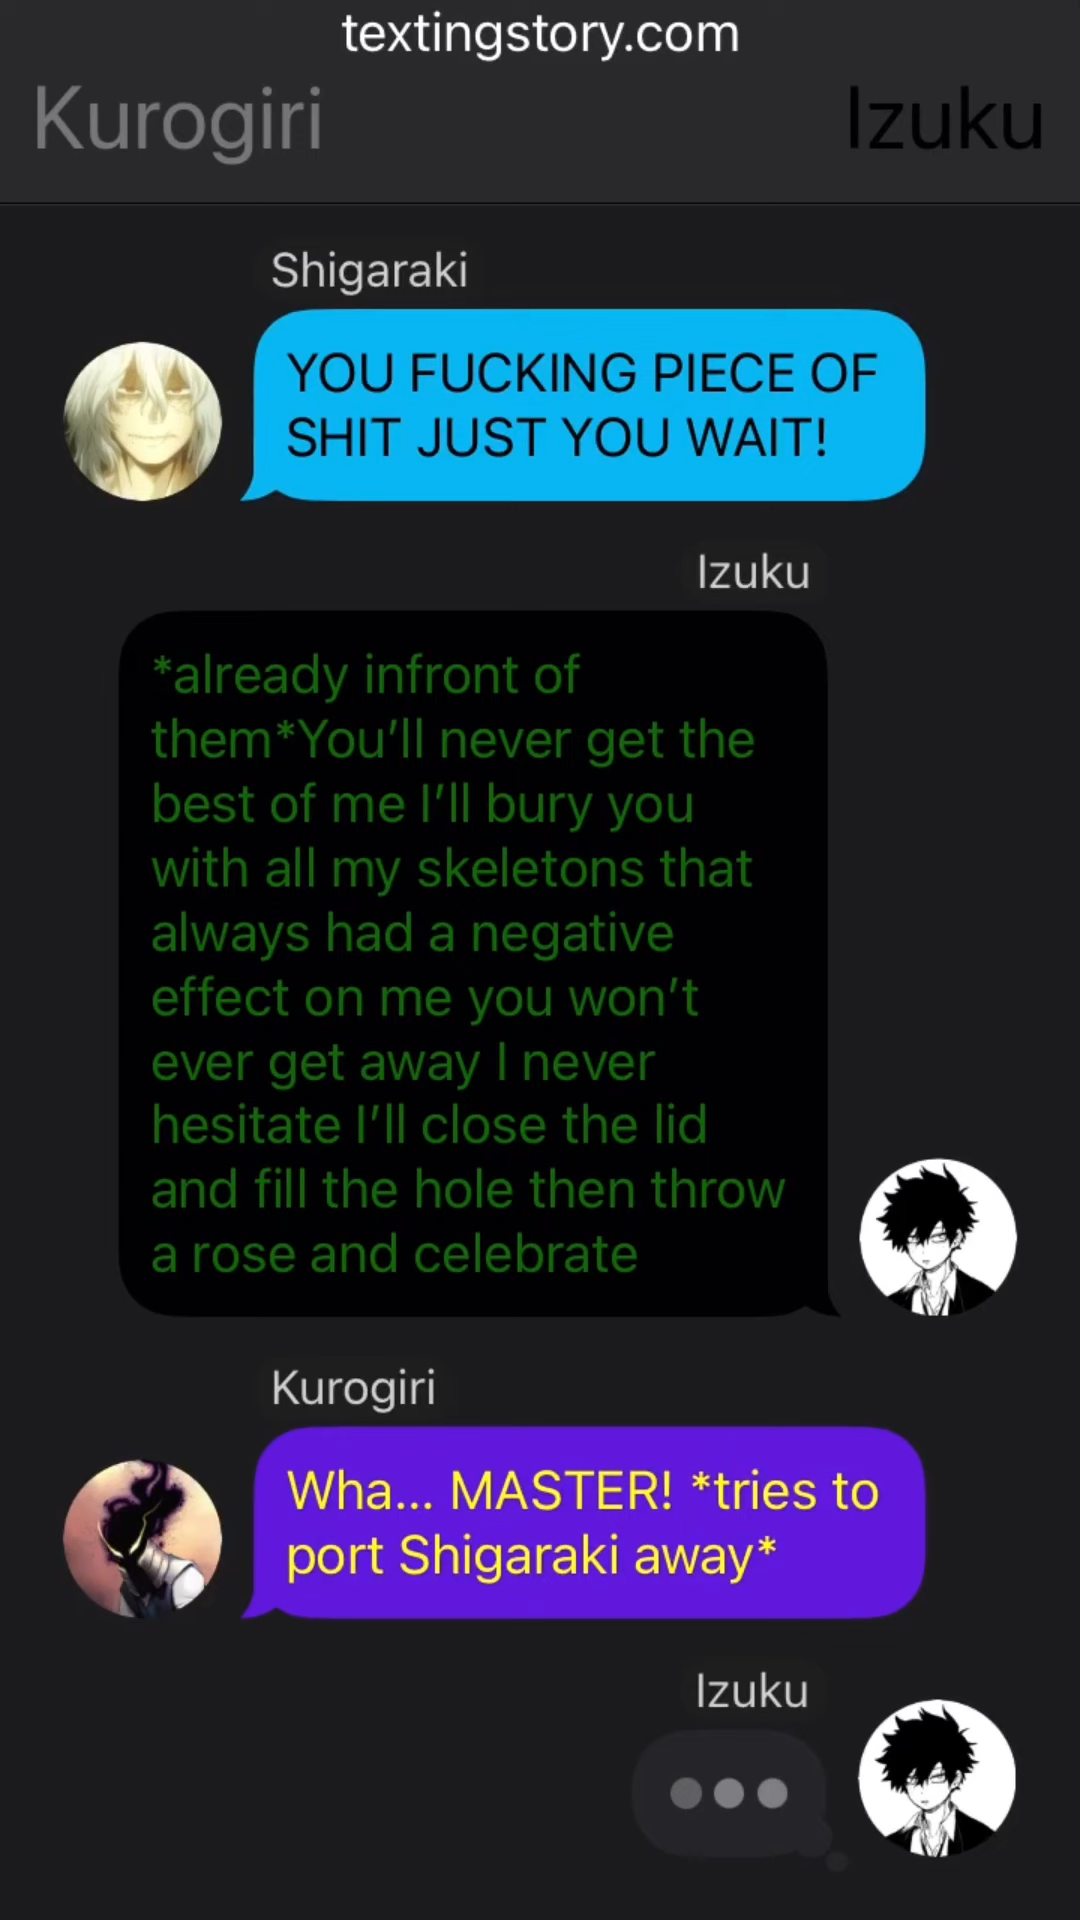 textingstory.com
Kurogiri Izuku
Shigaraki
YOU FUCKING PIECE OF
SHIT JUST YOU WAIT!
Izuku
*already infront of
them*You’ll never get the
best of me I’ll bury you
with all my skeletons that
always had a negative
effect on me you won’t
ever get away I never
hesitate I’ll close the lid
and fill the hole then throw
a rose and celebrate
Kurogiri
Wha... MASTER! *tries to
port Shigaraki away*
Izuku